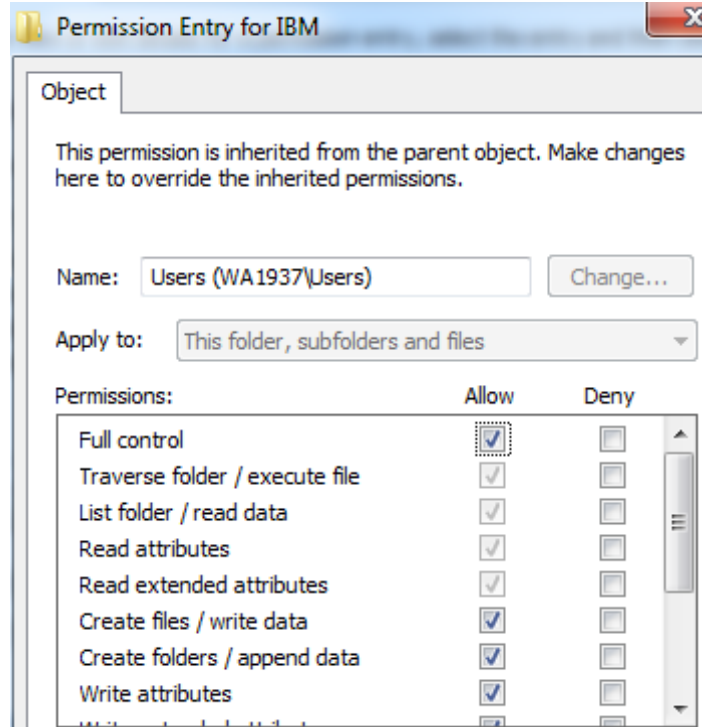 Permission Entry for IBM
Object
This permission is inherited from the parent object. Make changes
here to override the inherited permissions.
Name: Users (WA1937\Users) Change...
Apply to: This folder, subfolders and files
Permissions: Allow Deny
Full control
Traverse folder / execute file
List folder / read data
Read attributes
Read extended attributes
Create files / write data
Create folders / append data
Write attributes